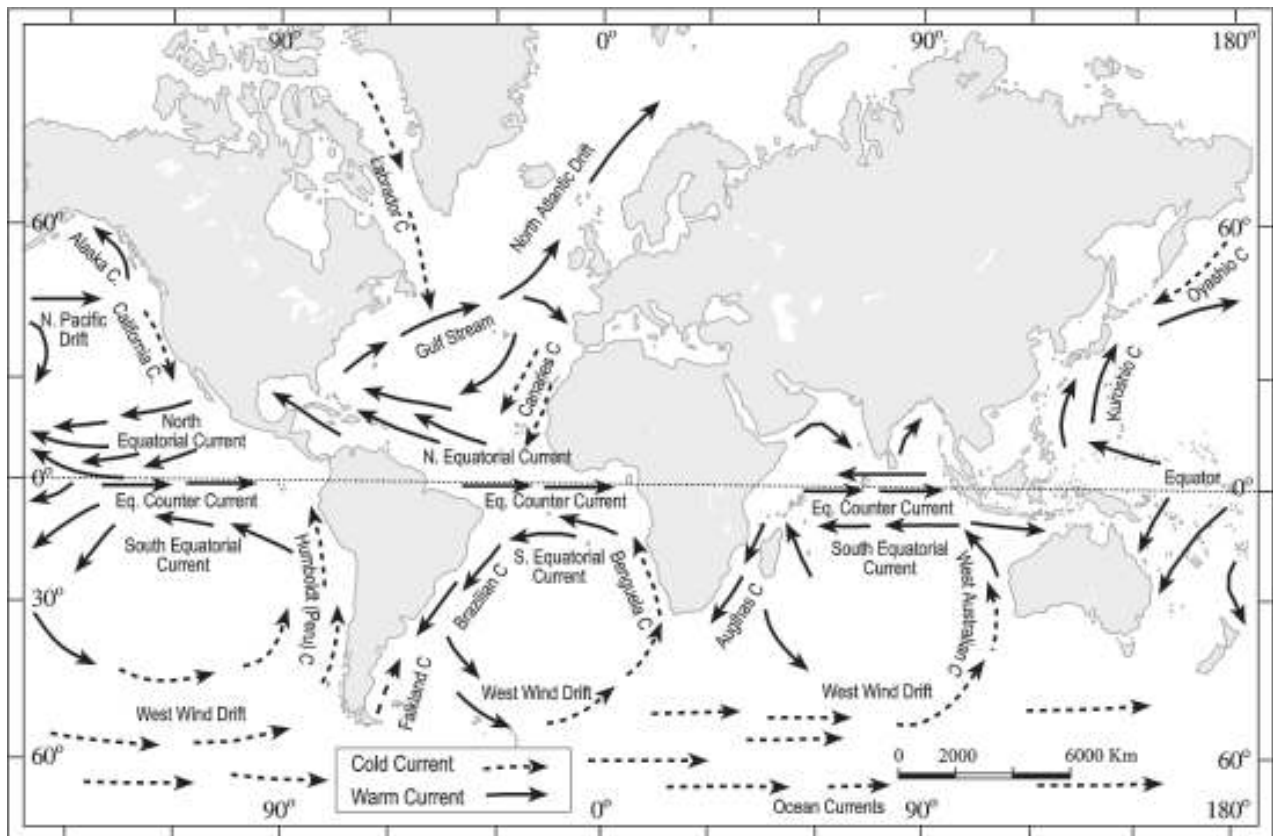 90° 0° 90° 180°
Labrador C
North Atlantic Drift
60° 60°
Alaska C.
Oyashio C
N. Pacific
Drift
California C.
Gulf Stream
Canaries C
Kuroshio C
North
Equatorial Current
N. Equatorial Current
Equator
0° 0°
Eq. Counter Current
Eq. Counter Current
Eq. Counter Current
South Equatorial
Current
Humboldt (Peru) C
S. Equatorial
Current
Brazilian C
Benguela C
South Equatorial
Current
Auglhas C
West Australian C
30° 30°
Falkland C
West Wind Drift
West Wind Drift
West Wind Drift
60° 60°
Cold Current
Warm Current
0 2000 6000 Km
Ocean Currents
90° 0° 90° 180°